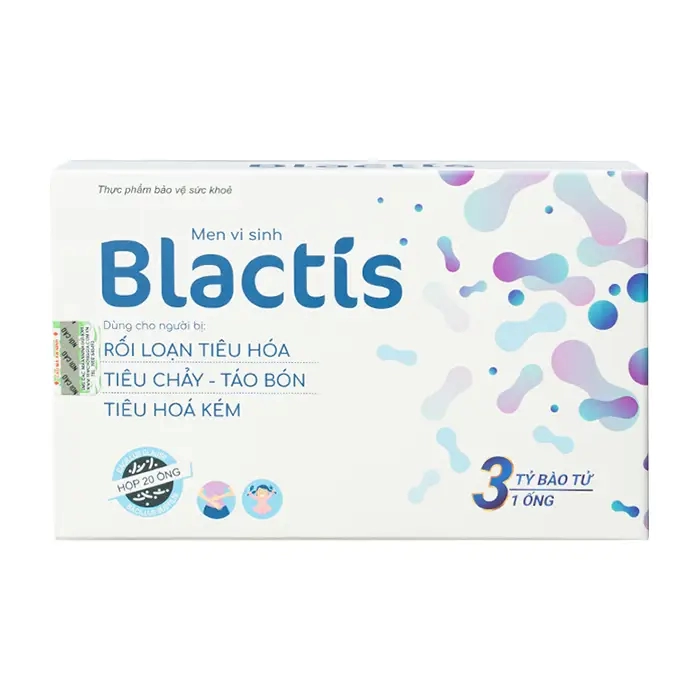 Blactis
Thực phẩm bảo vệ sức khoẻ
Men vi sinh
Blactis
Dùng cho người bị:
RỐI LOẠN TIÊU HÓA
TIÊU CHẢY - TÁO BÓN
TIÊU HOÁ KÉM
HỘP 20 ỐNG
3 TỶ BÀO TỬ
1 ỐNG